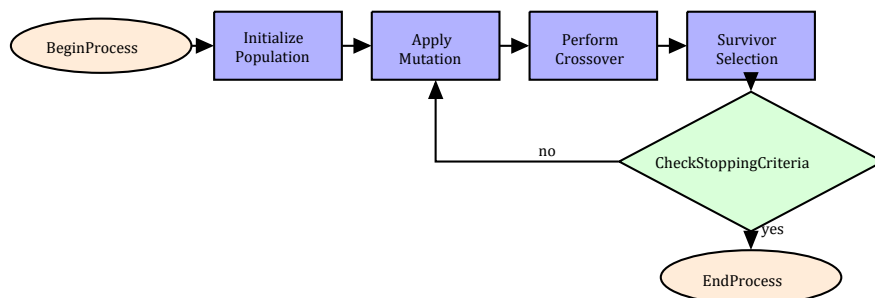 BeginProcess
Initialize
Population
Apply
Mutation
Perform
Crossover
Survivor
Selection
no
CheckStoppingCriteria
yes
EndProcess